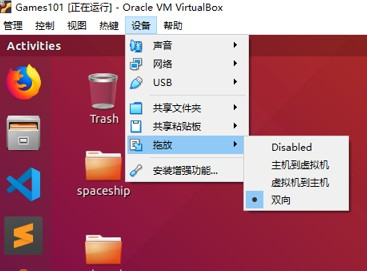 Games101 [正在运行] - Oracle VM VirtualBox
管理 控制 视图 热键 设备 帮助
Activities
声音
网络
USB
共享文件夹
共享粘贴板
拖放
安装增强功能...
Disabled
主机到虚拟机
虚拟机到主机
双向
Trash
spaceship